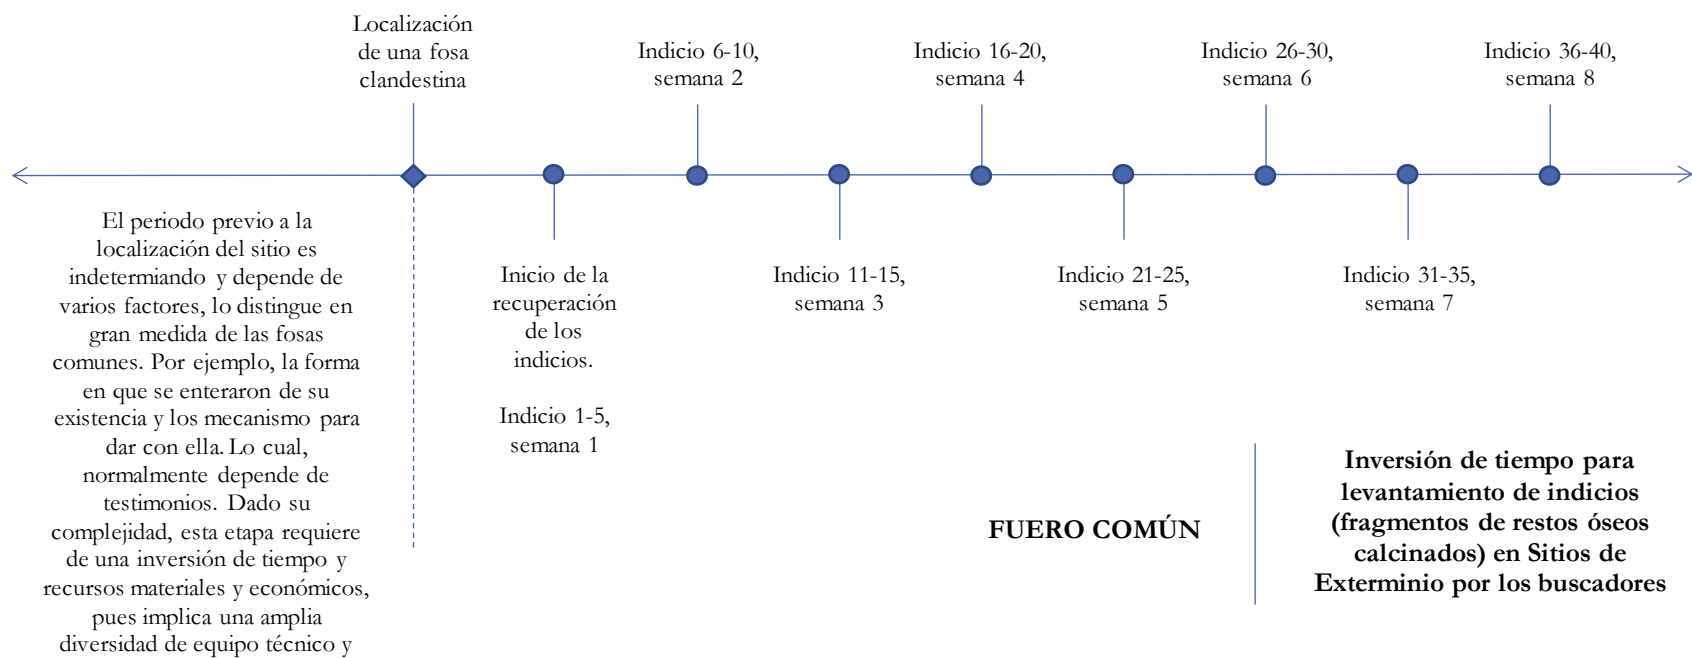 Localización
de una fosa
clandestina
Indicio 6-10,
semana 2
Indicio 16-20,
semana 4
Indicio 26-30,
semana 6
Indicio 36-40,
semana 8
El periodo previo a la
localización del sitio es
indetermiando y depende de
varios factores, lo distingue en
gran medida de las fosas
comunes. Por ejemplo, la forma
en que se enteraron de su
existencia y los mecanismo para
dar con ella. Lo cual,
normalmente depende de
testimonios. Dado su
complejidad, esta etapa requiere
de una inversión de tiempo y
recursos materiales y económicos,
pues implica una amplia
diversidad de equipo técnico y
Inicio de la
recuperación
de los
indicios.
Indicio 1-5,
semana 1
Indicio 11-15,
semana 3
Indicio 21-25,
semana 5
Indicio 31-35,
semana 7
FUERO COMÚN
Inversión de tiempo para
levantamiento de indicios
(fragmentos de restos óseos
calcinados) en Sitios de
Exterminio por los buscadores